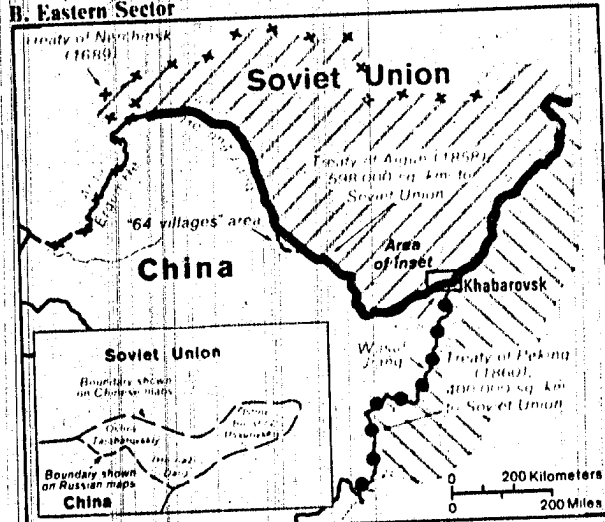 B. Eastern Sector
Treaty of Nerchinsk
(1689)
Soviet Union
Treaty of Aigun (1858)
598,000 sq. km to
Soviet Union
"64 villages" area
Area
of Inset
China
Khabarovsk
Treaty of Peking
(1860)
400,000 sq. km
to Soviet Union
Soviet Union
Boundary shown
on Chinese maps
Boundary shown
on Russian maps
China
0 200 Kilometers
0 200 Miles